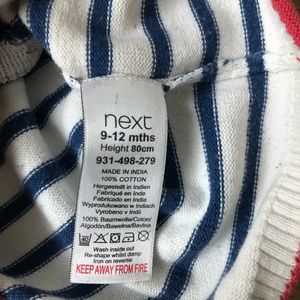 next
9-12 mths
Height 80cm
931-498-279
MADE IN INDIA
100% COTTON
Hergestellt in Indien
Fabriqué en Inde
Fabricado en India
Wyprodukowano w Indiach
Vyrobeno v Indii
100% Baumwolle/Coton/
Algodón/Bawełna/Bavlna
40
Wash inside out
Re-shape whilst damp
Iron on reverse
KEEP AWAY FROM FIRE